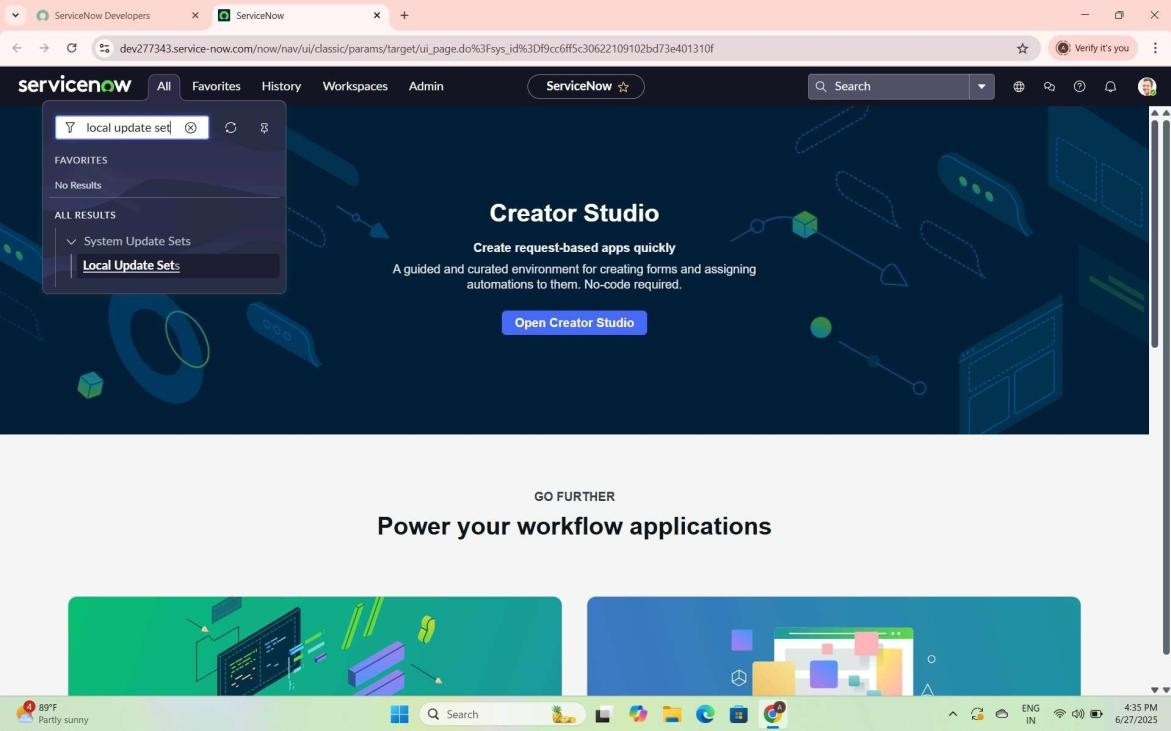 ServiceNow Developers
ServiceNow
dev277343.service-now.com/now/nav/ui/classic/params/target/ui_page.do%3Fsys_id%3Df9cc6ff5c30622109102bd73e401310f
Verify it's you
servicenow
All
Favorites
History
Workspaces
Admin
ServiceNow
Search
local update set
FAVORITES
No Results
ALL RESULTS
System Update Sets
Local Update Sets
Creator Studio
Create request-based apps quickly
A guided and curated environment for creating forms and assigning
automations to them. No-code required.
Open Creator Studio
GO FURTHER
Power your workflow applications
4
89°F
Partly sunny
Search
A
ENG
IN
4:35 PM
6/27/2025